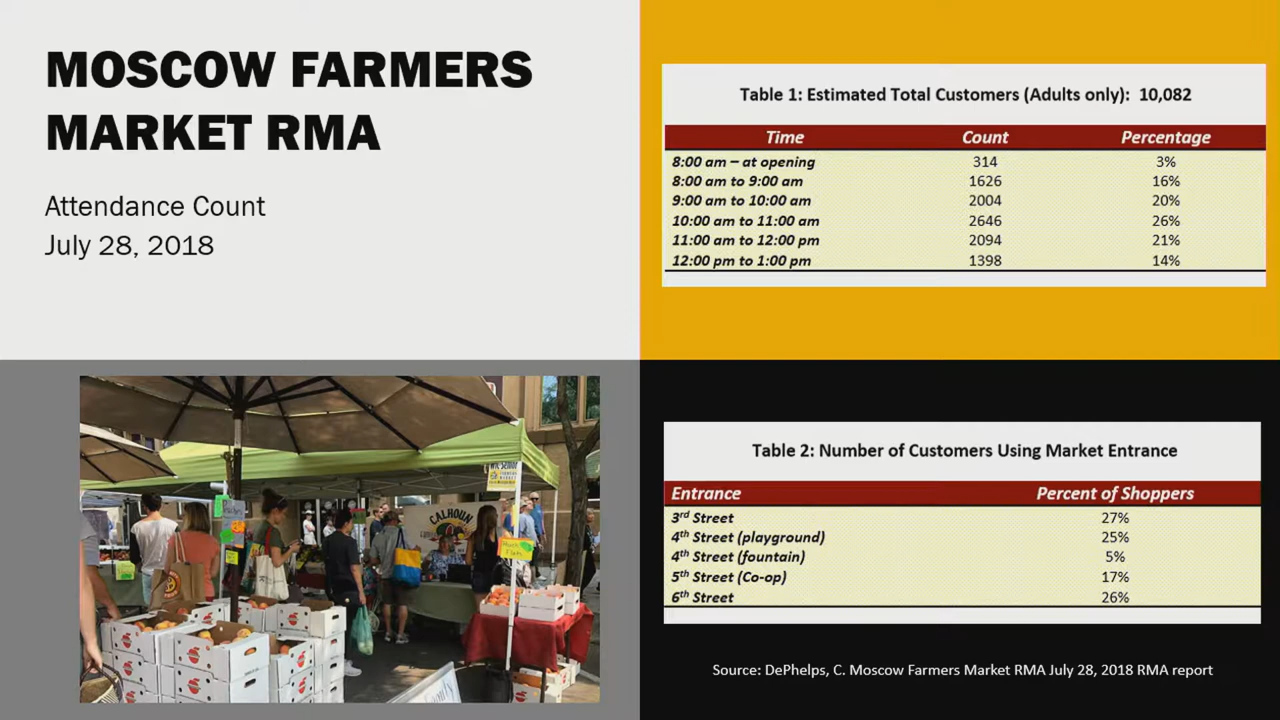 MOSCOW FARMERS
MARKET RMA
Attendance Count
July 28, 2018
Table 1: Estimated Total Customers (Adults only): 10,082
Time Count Percentage
8:00 am – at opening 314 3%
8:00 am to 9:00 am 1626 16%
9:00 am to 10:00 am 2004 20%
10:00 am to 11:00 am 2646 26%
11:00 am to 12:00 pm 2094 21%
12:00 pm to 1:00 pm 1398 14%
CALHOUN
Table 2: Number of Customers Using Market Entrance
Entrance Percent of Shoppers
3rd Street 27%
4th Street (playground) 25%
4th Street (fountain) 5%
5th Street (Co-op) 17%
6th Street 26%
Source: DePhelps, C. Moscow Farmers Market RMA July 28, 2018 RMA report